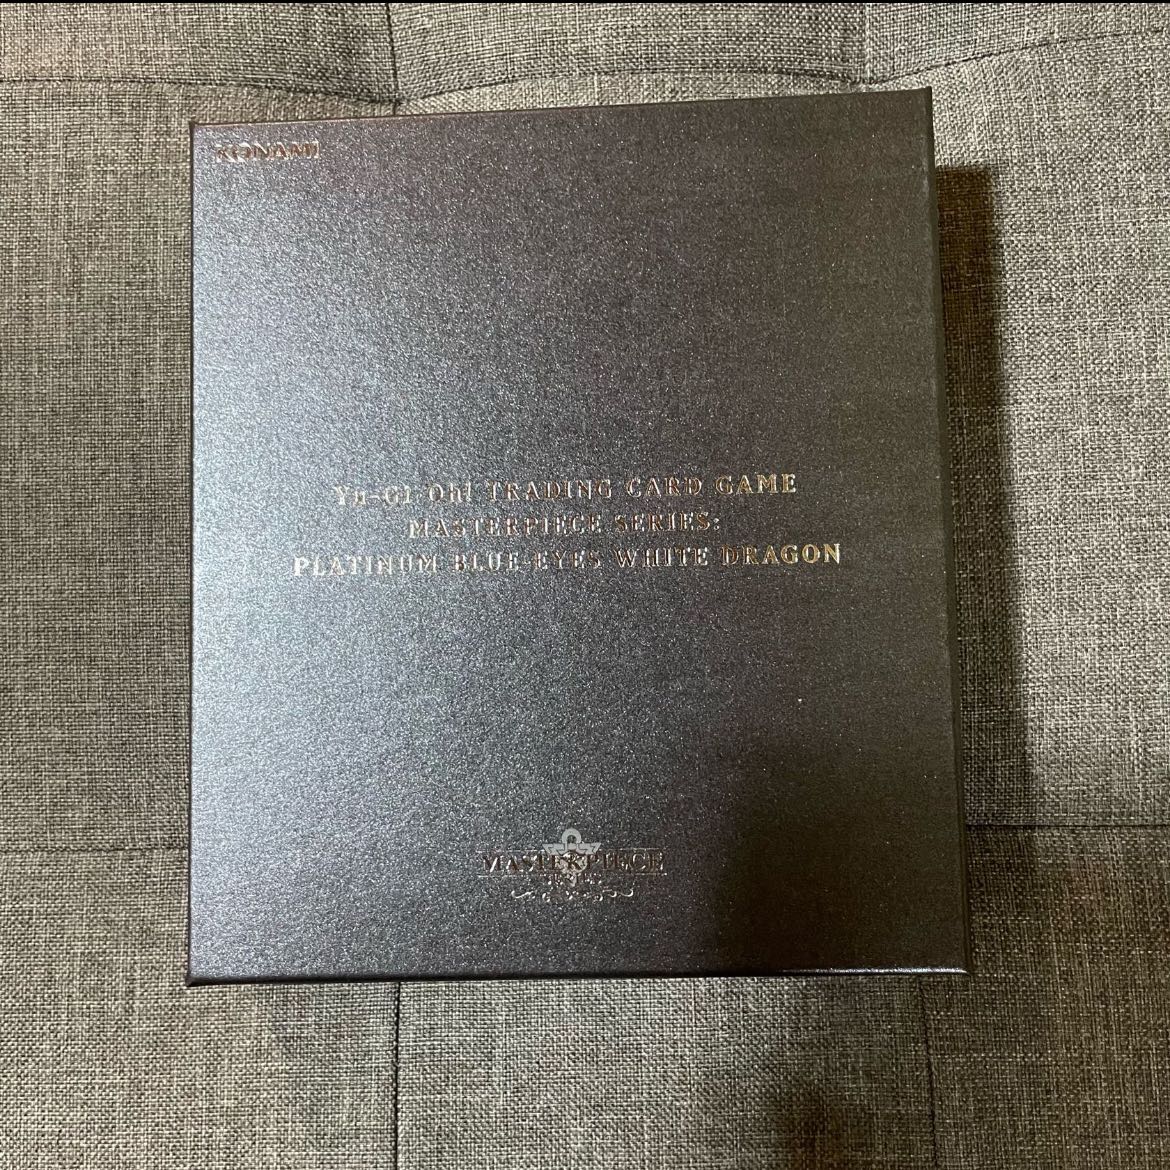 KONAMI
Yu-Gi-Oh! TRADING CARD GAME
MASTERPIECE SERIES:
PLATINUM BLUE-EYES WHITE DRAGON
MASTERPIECE